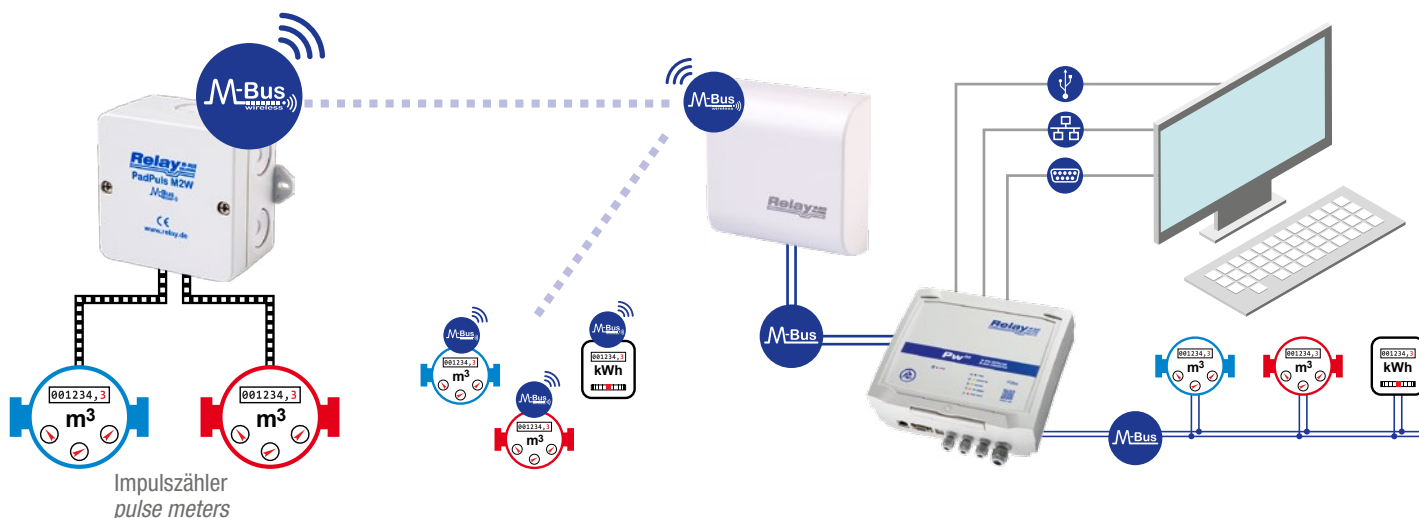 M-Bus
wireless
M-Bus
wireless
Relay
PadPuls M2W
M-Bus
CE
www.relay.de
Relay
M-Bus
Relay
PW
M-Bus
001234,3
m³
M-Bus
001234,3
kWh
M-Bus
001234,3
m³
001234,3
m³
001234,3
m³
001234,3
m³
001234,3
m³
001234,3
kWh
M-Bus
Impulszähler
pulse meters